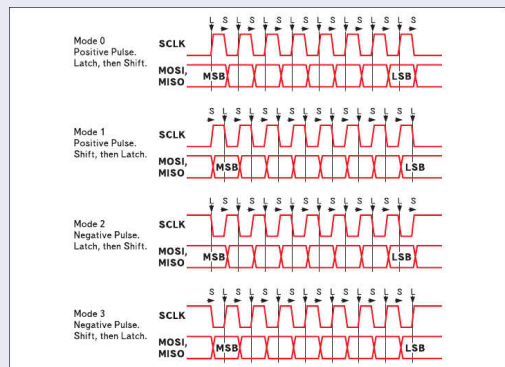 L S L S L S L S L S L S L S L S
Mode 0
Positive Pulse.
Latch, then Shift.
SCLK
MOSI,
MISO
MSB
LSB
S L S L S L S L S L S L S L S L
Mode 1
Positive Pulse.
Shift, then Latch.
SCLK
MOSI,
MISO
MSB
LSB
L S L S L S L S L S L S L S L S
Mode 2
Negative Pulse.
Latch, then Shift.
SCLK
MOSI,
MISO
MSB
LSB
S L S L S L S L S L S L S L S L
Mode 3
Negative Pulse.
Shift, then Latch.
SCLK
MOSI,
MISO
MSB
LSB